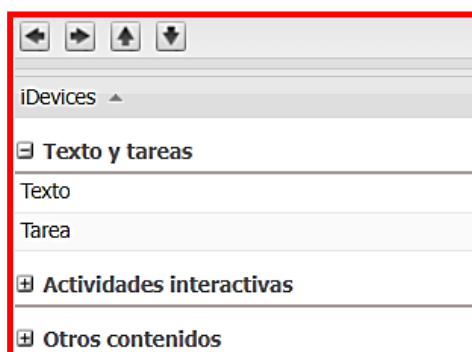 iDevices
Texto y tareas
Texto
Tarea
Actividades interactivas
Otros contenidos